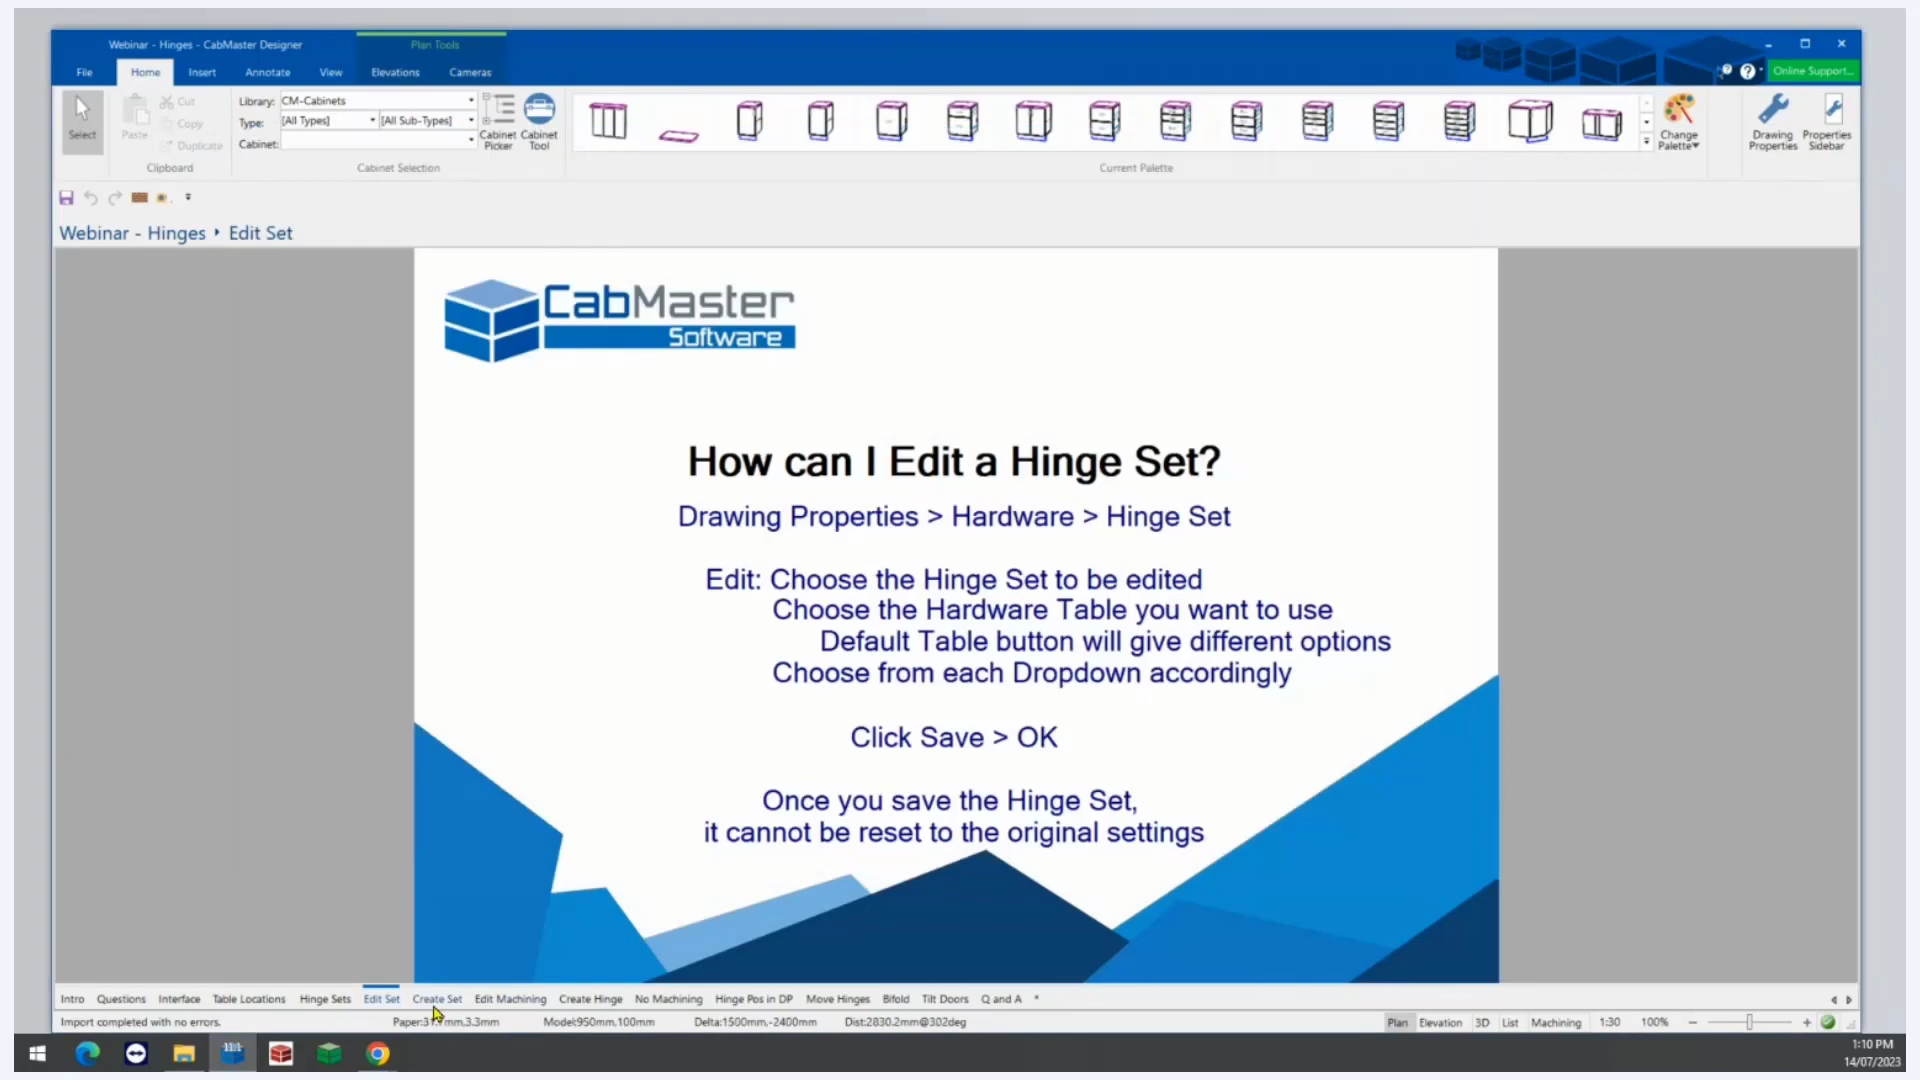 Webinar - Hinges - CabMaster Designer
Plan Tools
File Home Insert Annotate View Elevations Cameras
Online Support...
Select
Paste
Cut
Copy
Duplicate
Clipboard
Library: CM-Cabinets
Type: [All Types] [All Sub-Types]
Cabinet:
Cabinet Picker
Cabinet Tool
Cabinet Selection
Current Palette
Change Palette
Drawing Properties
Properties Sidebar
Webinar - Hinges Edit Set
CabMaster
Software
How can I Edit a Hinge Set?
Drawing Properties > Hardware > Hinge Set
Edit: Choose the Hinge Set to be edited
Choose the Hardware Table you want to use
Default Table button will give different options
Choose from each Dropdown accordingly
Click Save > OK
Once you save the Hinge Set,
it cannot be reset to the original settings
Intro Questions Interface Table Locations Hinge Sets Edit Set Create Set Edit Machining Create Hinge No Machining Hinge Pos in DP Move Hinges Bifold Tilt Doors Q and A *
Import completed with no errors. Model:950mm,100mm Delta:1500mm,-2400mm Dist:2830.2mm@302deg Plan Elevation 3D List Machining 1:30 100%
1:10 PM
14/07/2023